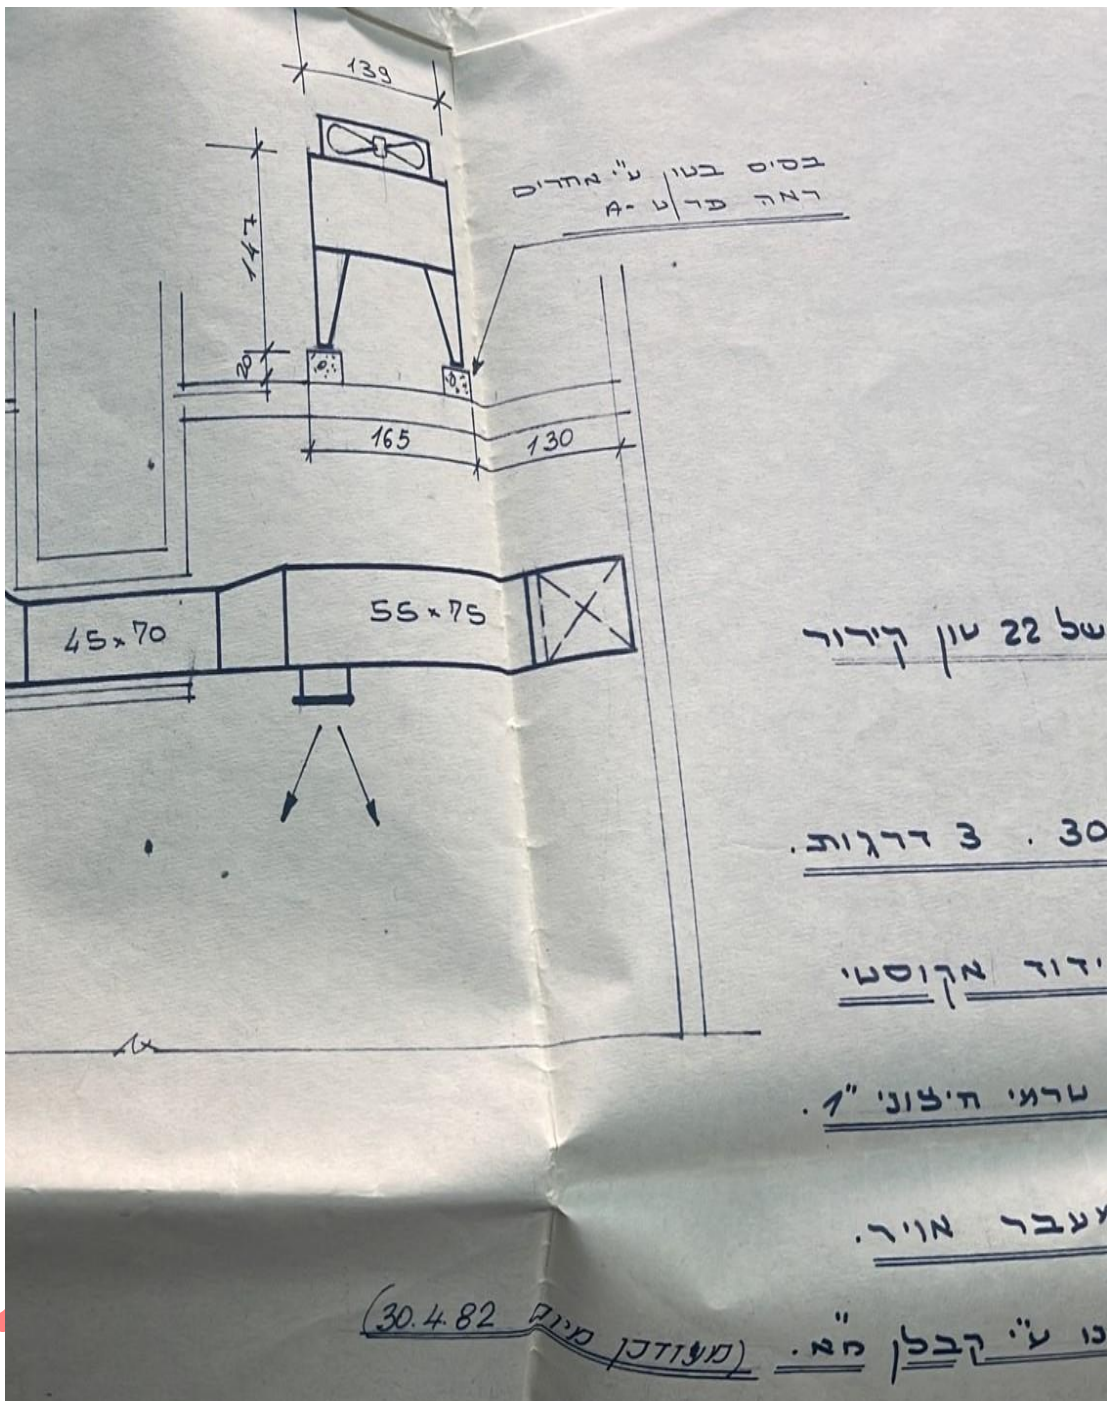 139
בסיס בטון ע"י אחרים
ראה פרט A-
147
20
165
130
55x75
45x70
של 22 טון קירור
30 . 3 דרגות.
אקוסטי
טרמי חיצוני 1".
מעבר אויר.
ע"י קבלן מ"א. (מעודכן מיום 30.4.82)